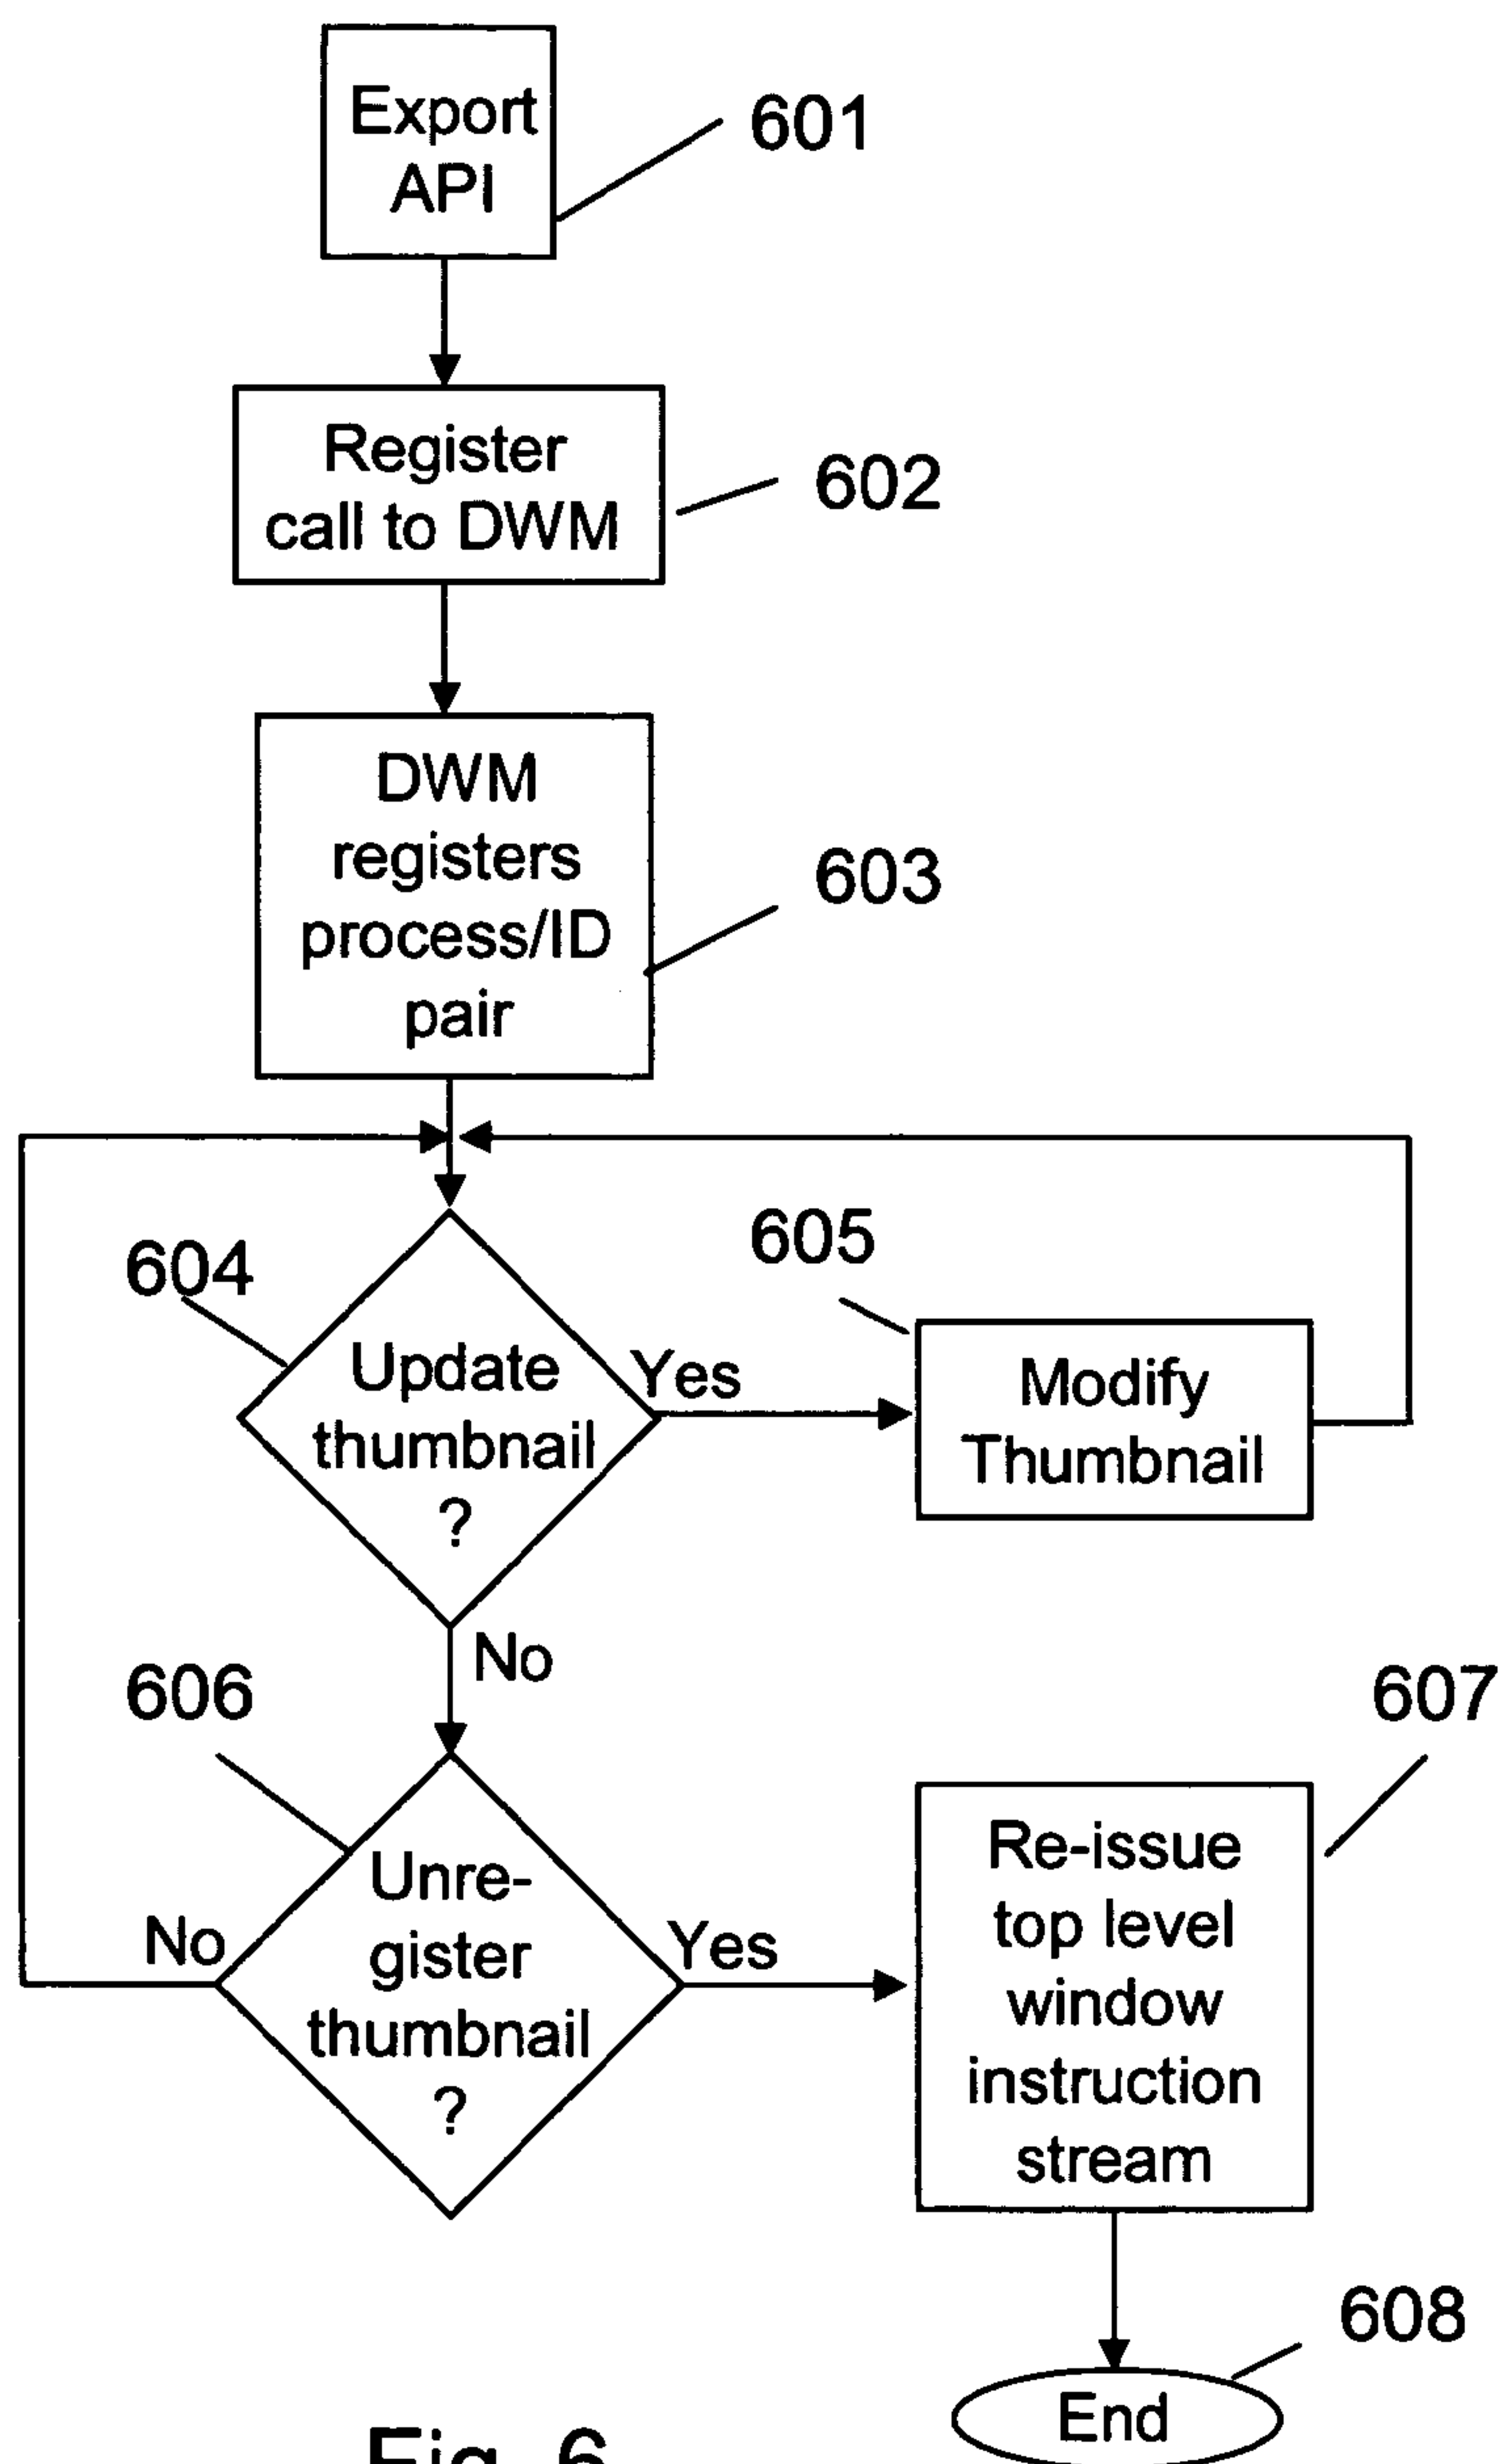 Export
API
601
Register
call to DWM
602
DWM
registers
process/ID
pair
603
604
Update
thumbnail
?
Yes
605
Modify
Thumbnail
No
606
Unre-
gister
thumbnail
?
No
Yes
607
Re-issue
top level
window
instruction
stream
608
End
Fig. 6